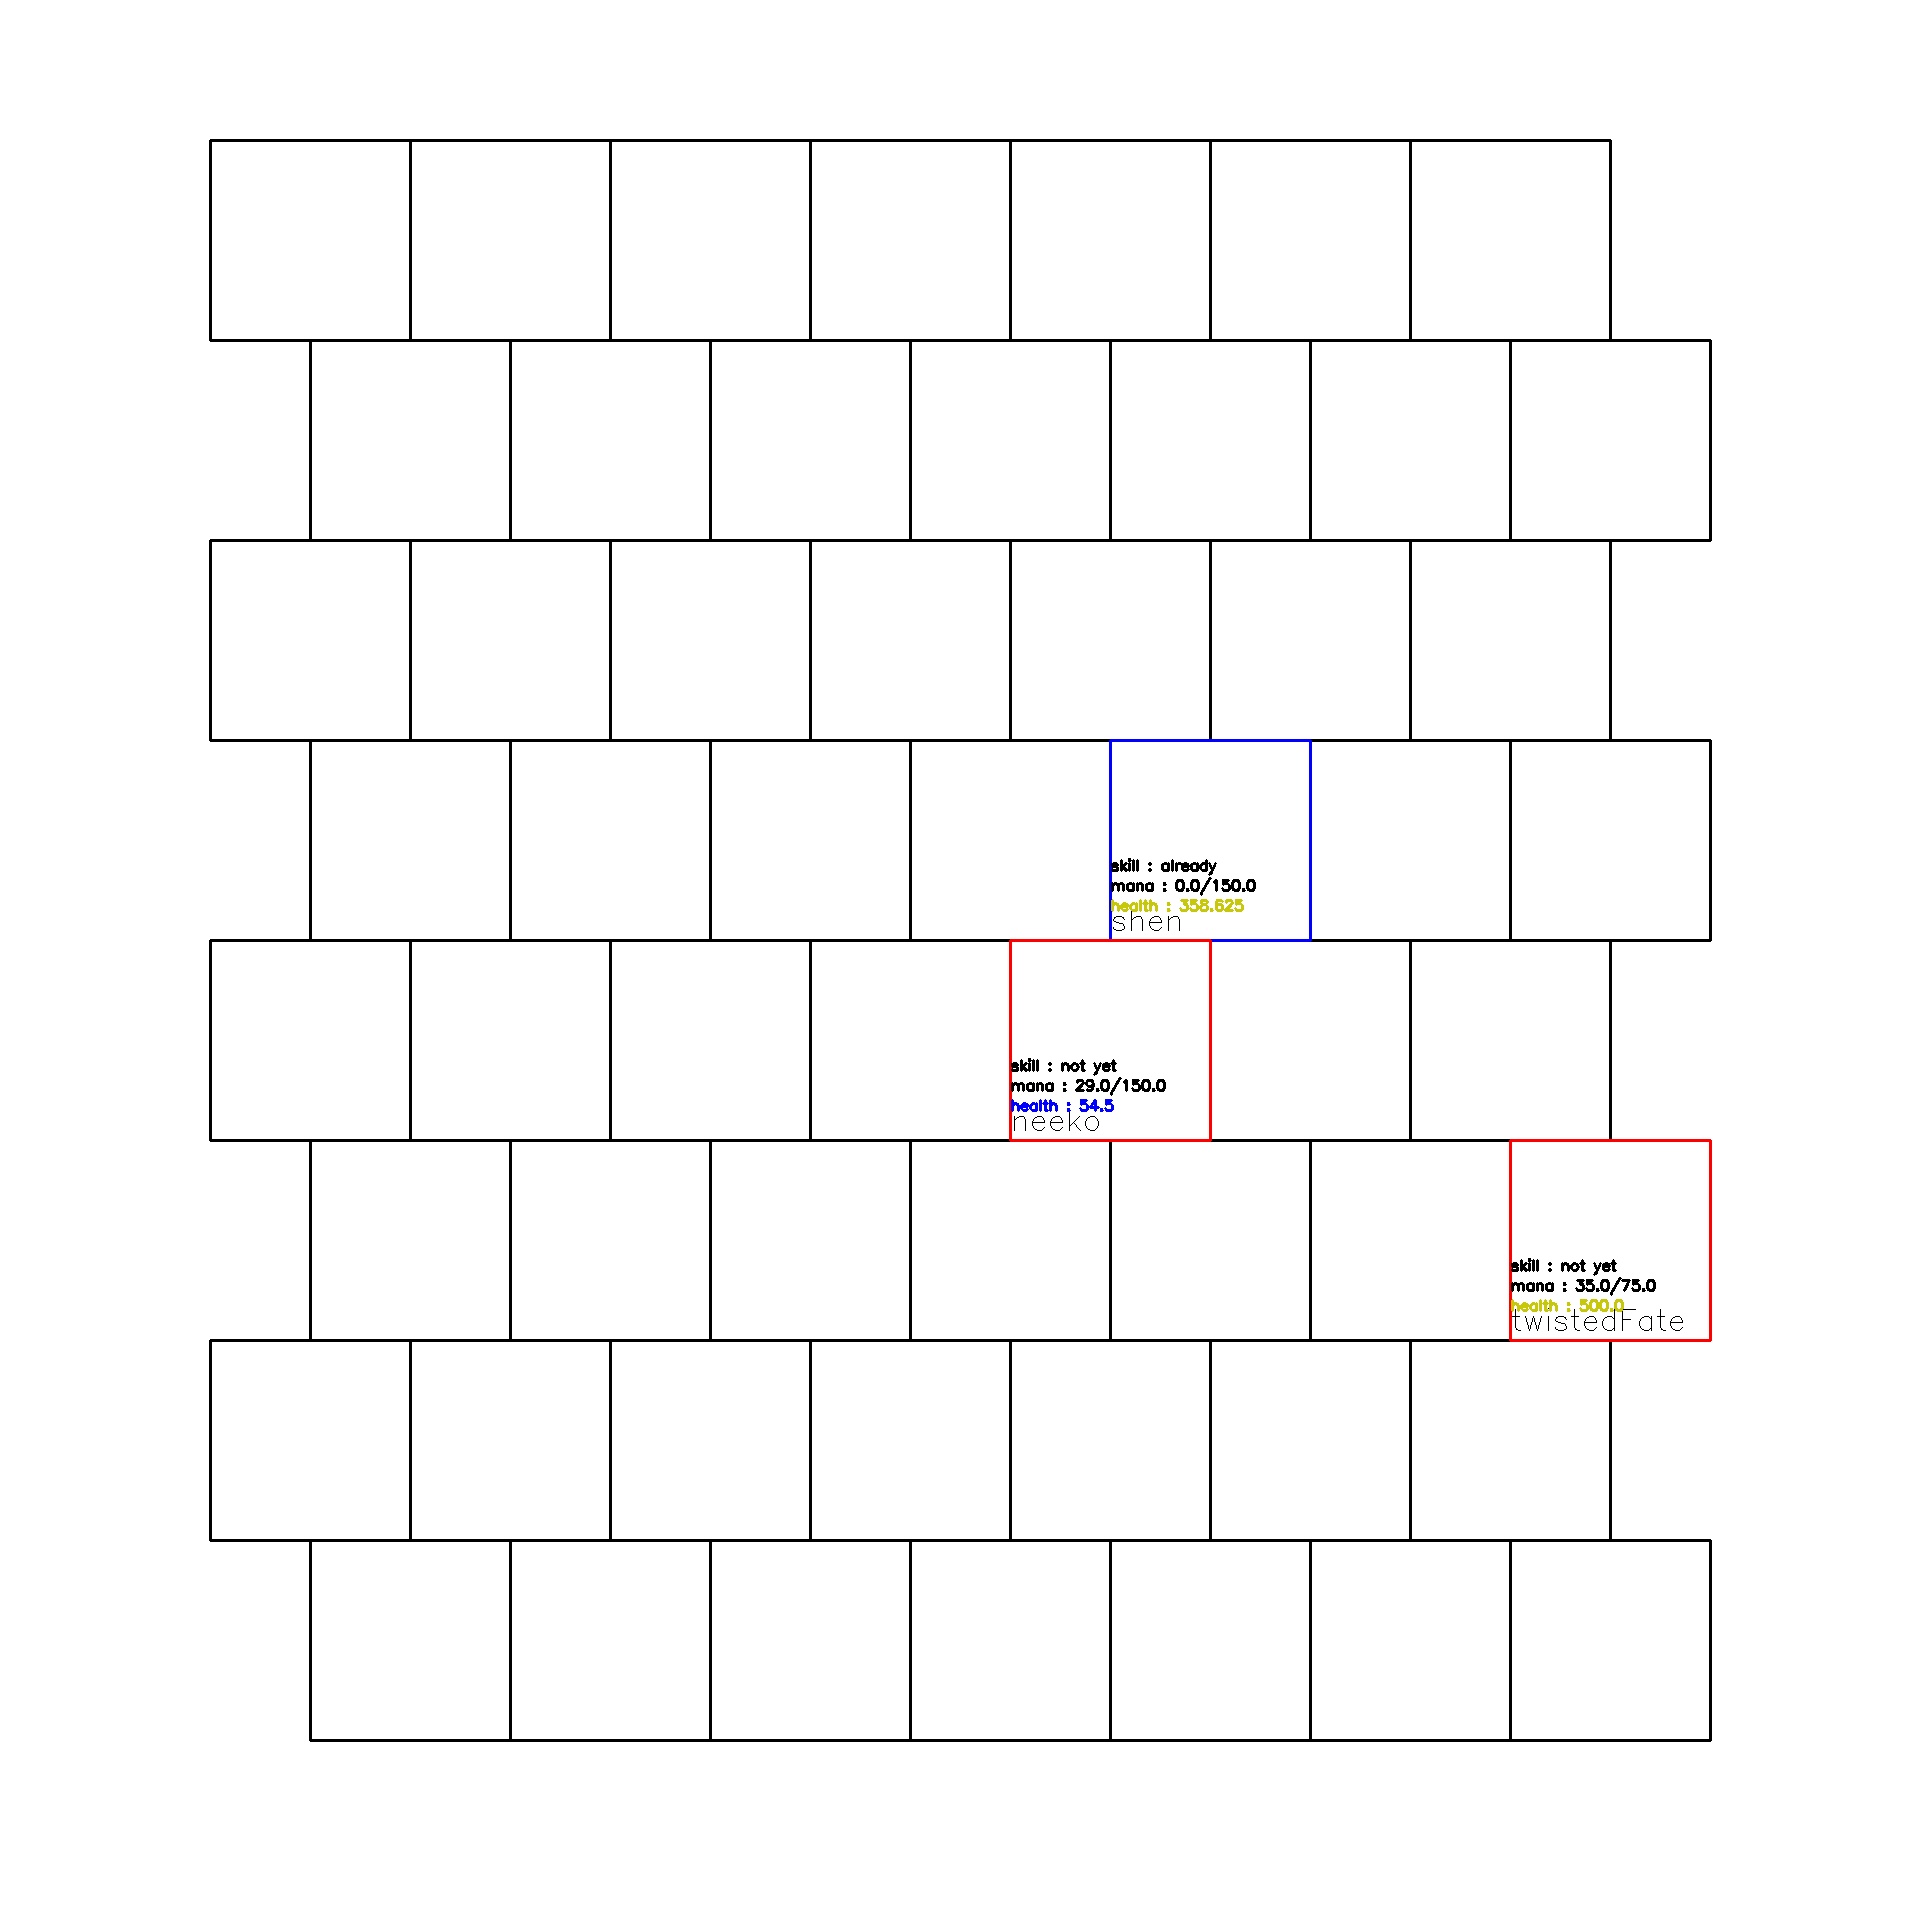 skill : already
mana : 0.0/150.0
health : 358.625
shen
skill : not yet
mana : 29.0/150.0
health : 54.5
neeko
skill : not yet
mana : 35.0/75.0
health : 500.0
twistedFate